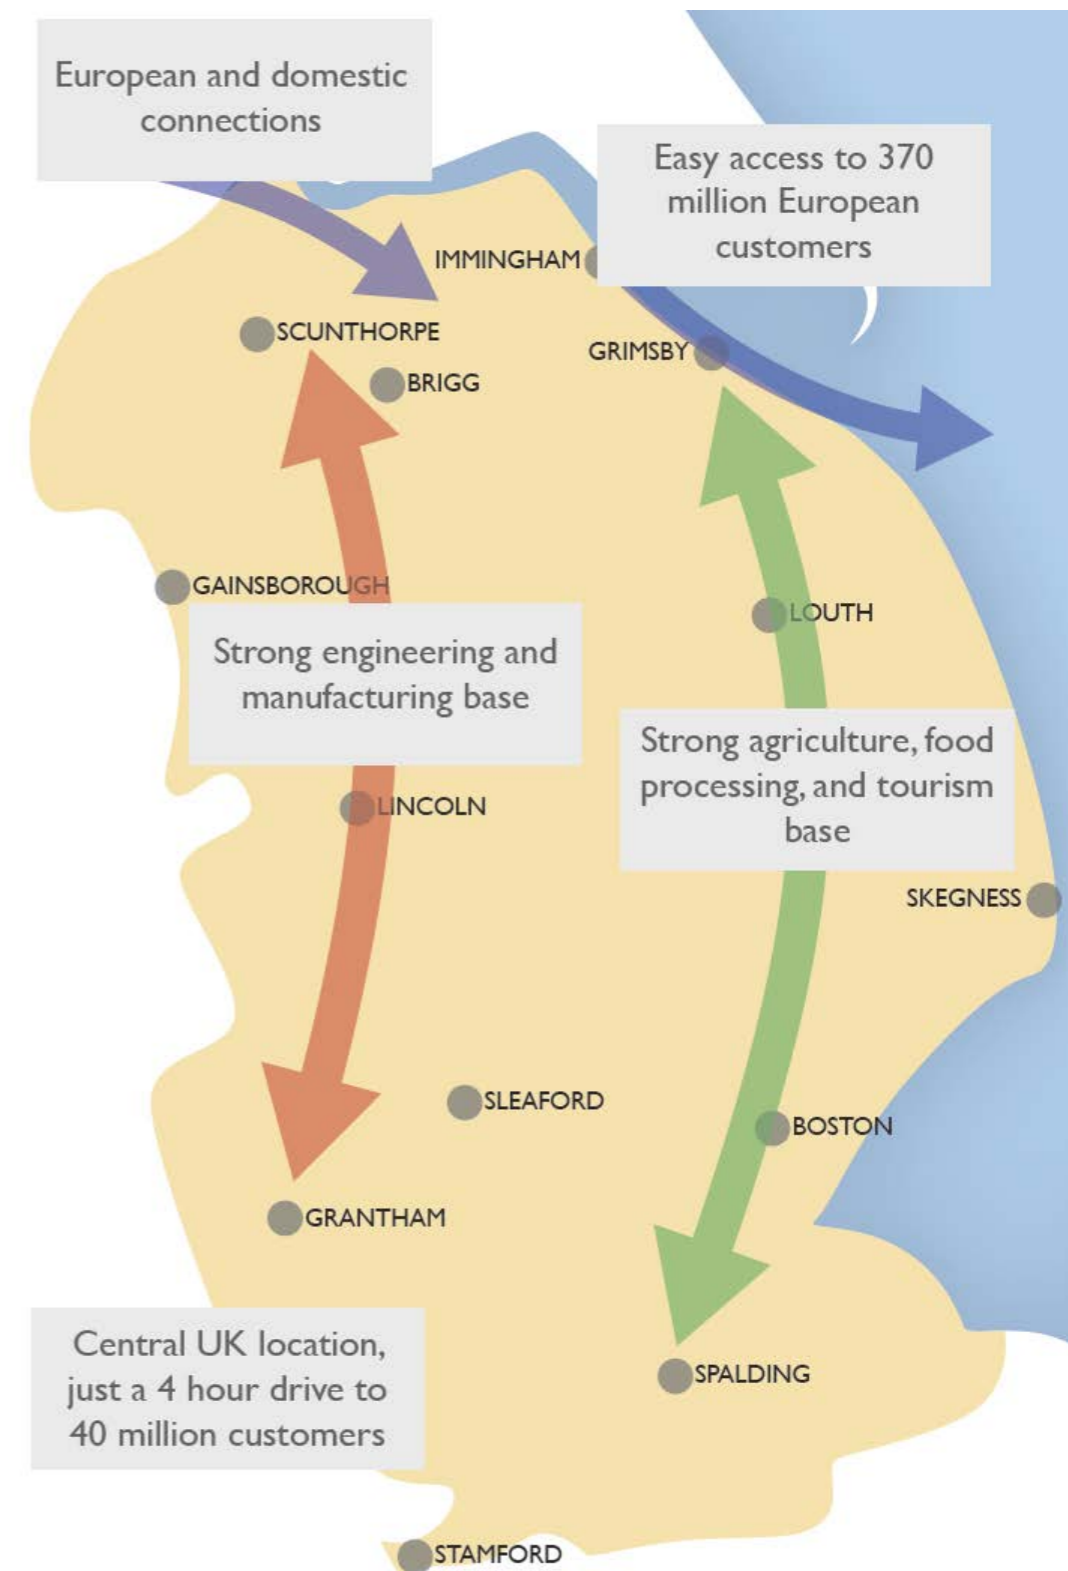 European and domestic
connections
Easy access to 370
million European
customers
IMMINGHAM
SCUNTHORPE
GRIMSBY
BRIGG
GAINSBOROUGH
LOUTH
Strong engineering and
manufacturing base
Strong agriculture, food
processing, and tourism
base
LINCOLN
SKEGNESS
SLEAFORD
BOSTON
GRANTHAM
Central UK location,
just a 4 hour drive to
40 million customers
SPALDING
STAMFORD